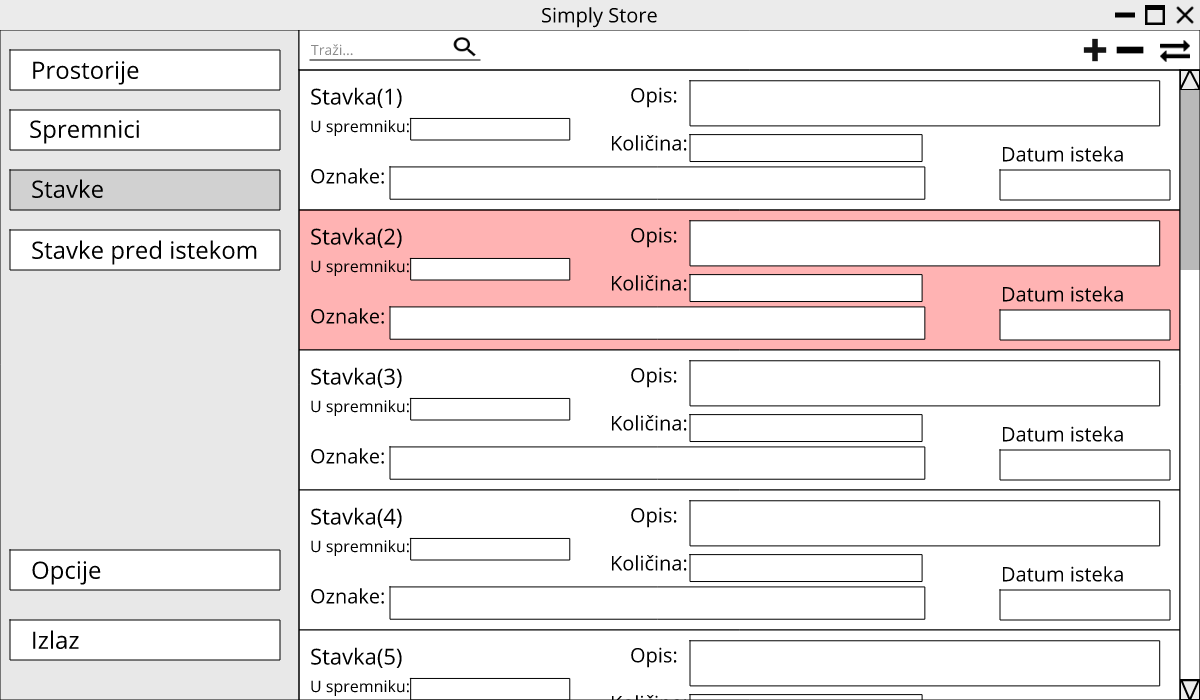 Simply Store
Prostorije
Spremnici
Stavke
Stavke pred istekom
Opcije
Izlaz
Traži...
Stavka(1)
Opis:
U spremniku:
Količina:
Datum isteka
Oznake:
Stavka(2)
Opis:
U spremniku:
Količina:
Datum isteka
Oznake:
Stavka(3)
Opis:
U spremniku:
Količina:
Datum isteka
Oznake:
Stavka(4)
Opis:
U spremniku:
Količina:
Datum isteka
Oznake:
Stavka(5)
Opis:
U spremniku: